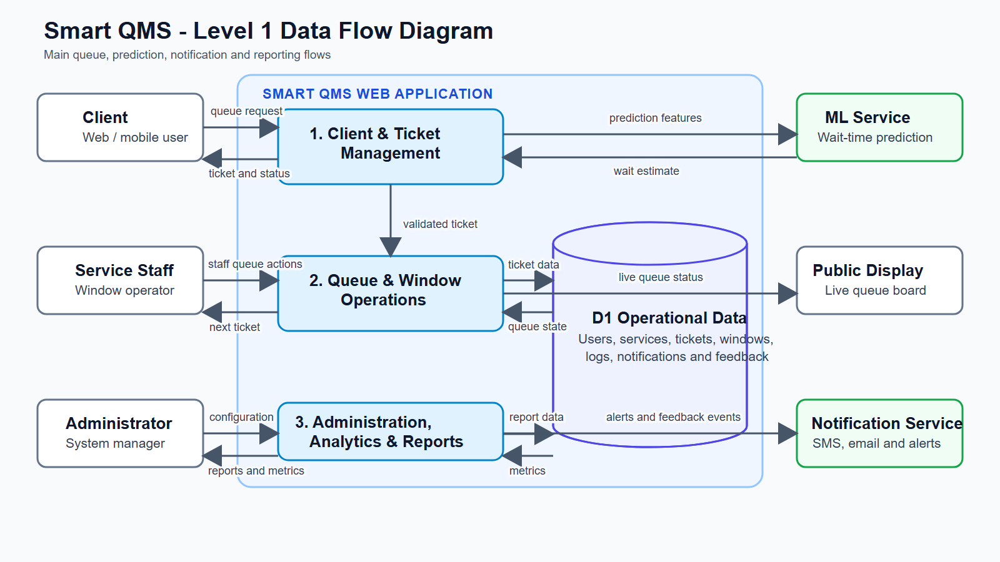 Smart QMS - Level 1 Data Flow Diagram
Main queue, prediction, notification and reporting flows
SMART QMS WEB APPLICATION
Client
Web / mobile user
queue request
ticket and status
1. Client & Ticket
Management
prediction features
wait estimate
ML Service
Wait-time prediction
validated ticket
Service Staff
Window operator
staff queue actions
next ticket
2. Queue & Window
Operations
ticket data
queue state
live queue status
D1 Operational Data
Users, services, tickets, windows,
logs, notifications and feedback
Public Display
Live queue board
Administrator
System manager
configuration
reports and metrics
3. Administration,
Analytics & Reports
report data
metrics
alerts and feedback events
Notification Service
SMS, email and alerts